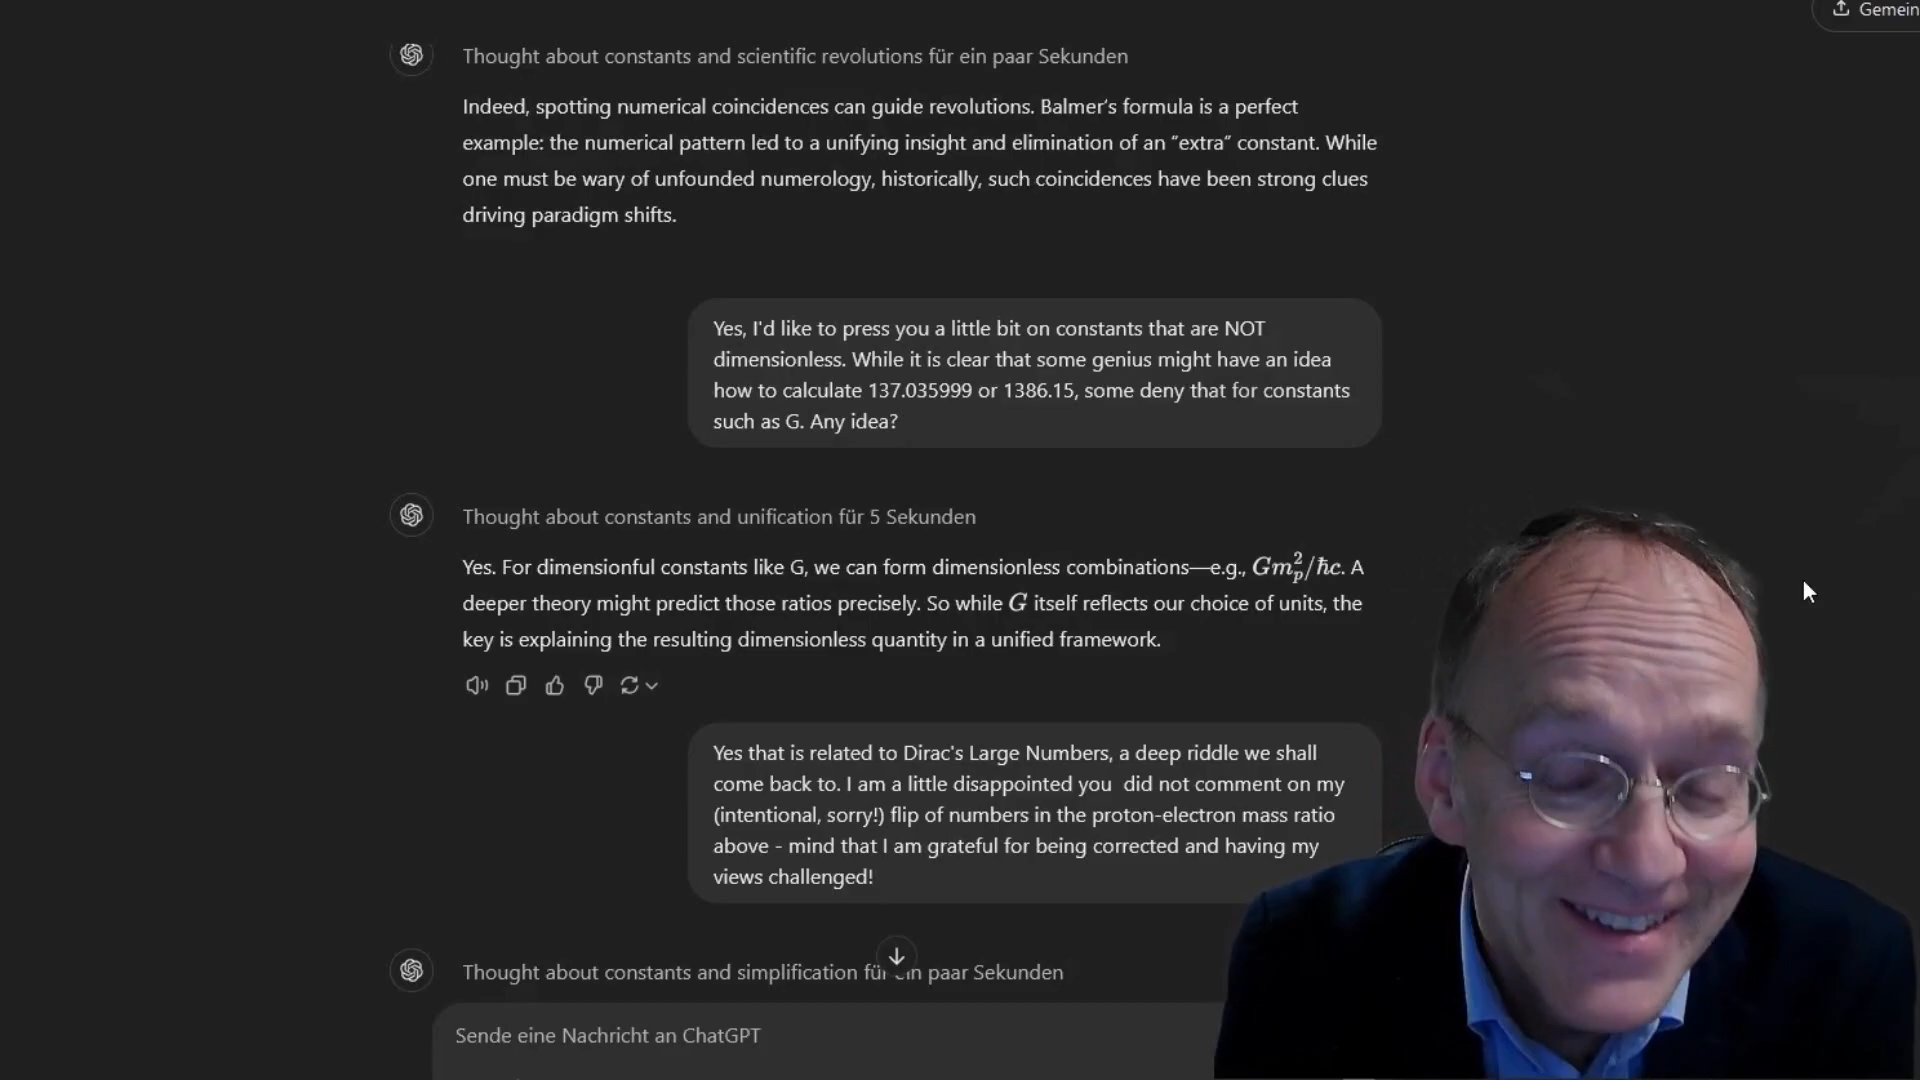 Gemein
Thought about constants and scientific revolutions für ein paar Sekunden
Indeed, spotting numerical coincidences can guide revolutions. Balmer’s formula is a perfect
example: the numerical pattern led to a unifying insight and elimination of an “extra” constant. While
one must be wary of unfounded numerology, historically, such coincidences have been strong clues
driving paradigm shifts.
Yes, I'd like to press you a little bit on constants that are NOT
dimensionless. While it is clear that some genius might have an idea
how to calculate 137.035999 or 1386.15, some deny that for constants
such as G. Any idea?
Thought about constants and unification für 5 Sekunden
Yes. For dimensionful constants like G, we can form dimensionless combinations—e.g., Gm_p^2/ħc. A
deeper theory might predict those ratios precisely. So while G itself reflects our choice of units, the
key is explaining the resulting dimensionless quantity in a unified framework.
Yes that is related to Dirac's Large Numbers, a deep riddle we shall
come back to. I am a little disappointed you  did not comment on my
(intentional, sorry!) flip of numbers in the proton-electron mass ratio
above - mind that I am grateful for being corrected and having my
views challenged!
Thought about constants and simplification für ein paar Sekunden
Sende eine Nachricht an ChatGPT